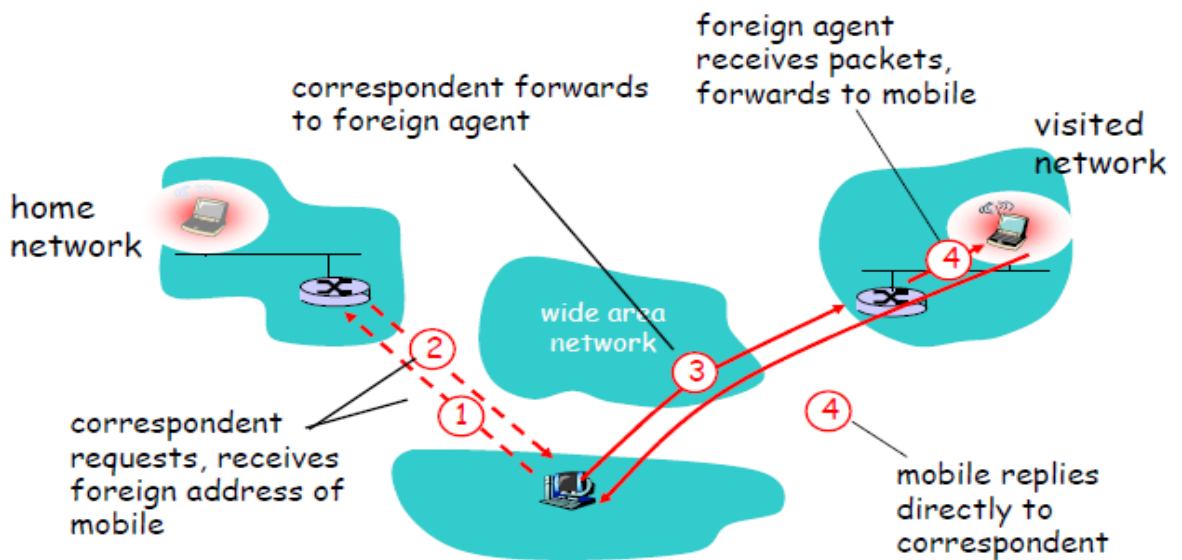 foreign agent
receives packets,
forwards to mobile
correspondent forwards
to foreign agent
visited
network
home
network
4
wide area
network
2
3
1
4
correspondent
requests, receives
foreign address of
mobile
mobile replies
directly to
correspondent